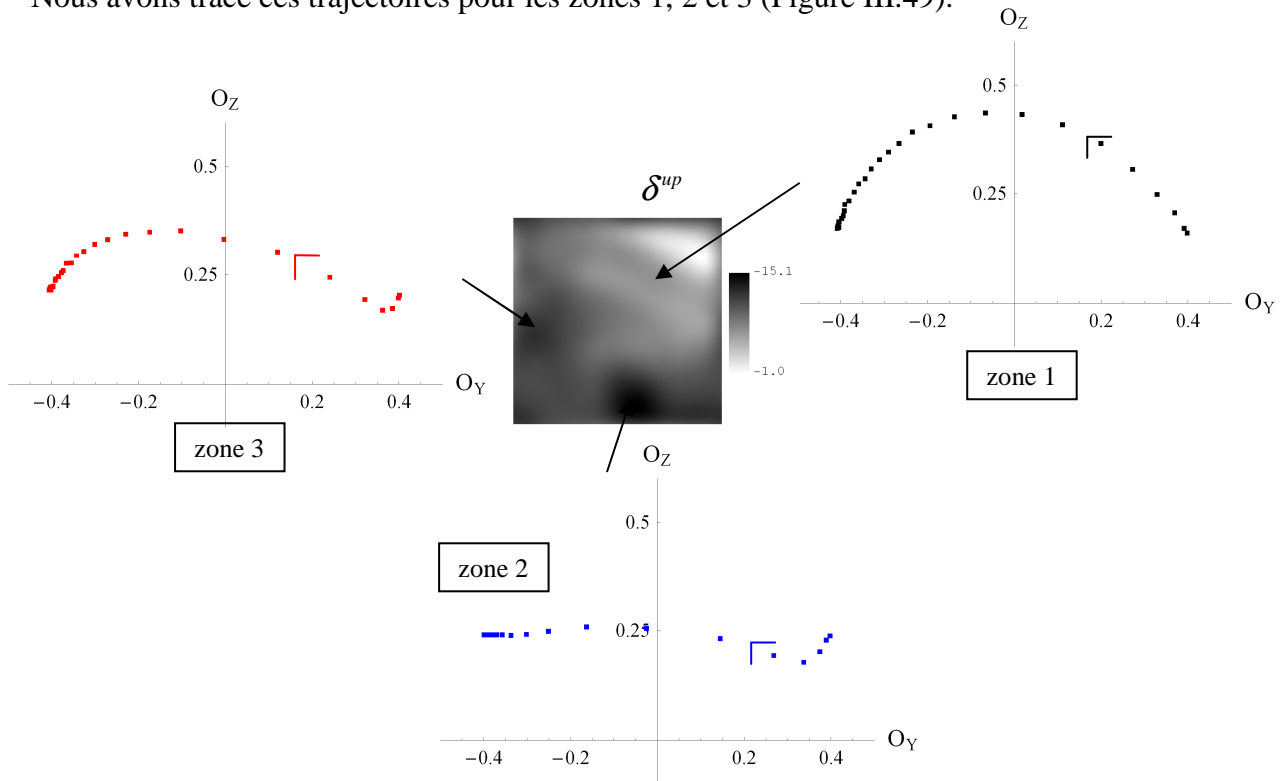 Nous avons tracé ces trajectoires pour les zones 1, 2 et 3 (Figure III.49).
O_Z
0.5
0.25
−0.4 −0.2 0.2 0.4
O_Y
zone 1
O_Z
0.5
0.25
−0.4 −0.2 0.2 0.4
O_Y
zone 3
δ^up
-15.1
-1.0
O_Z
0.5
0.25
−0.4 −0.2 0.2 0.4
O_Y
zone 2